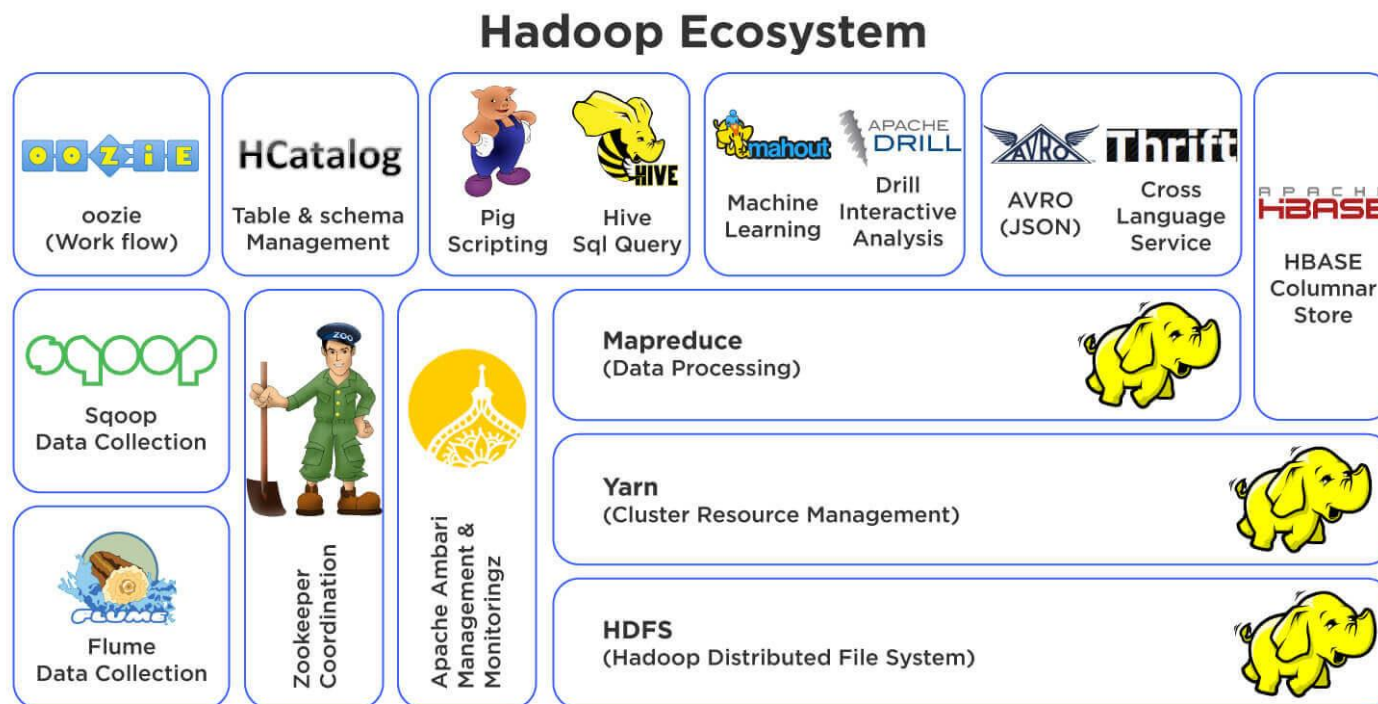 Hadoop Ecosystem
OOZiE
oozie
(Work flow)
HCatalog
Table & schema
Management
Pig
Scripting
HIVE
Hive
Sql Query
mahout
Machine
Learning
APACHE
DRILL
Drill
Interactive
Analysis
AVRO
AVRO
(JSON)
Thrift
Cross
Language
Service
APACHE
HBASE
HBASE
Columnar
Store
sqoop
Sqoop
Data Collection
FLUME
Flume
Data Collection
ZOO
Zookeeper
Coordination
Apache Ambari
Management &
Monitoringz
Mapreduce
(Data Processing)
Yarn
(Cluster Resource Management)
HDFS
(Hadoop Distributed File System)